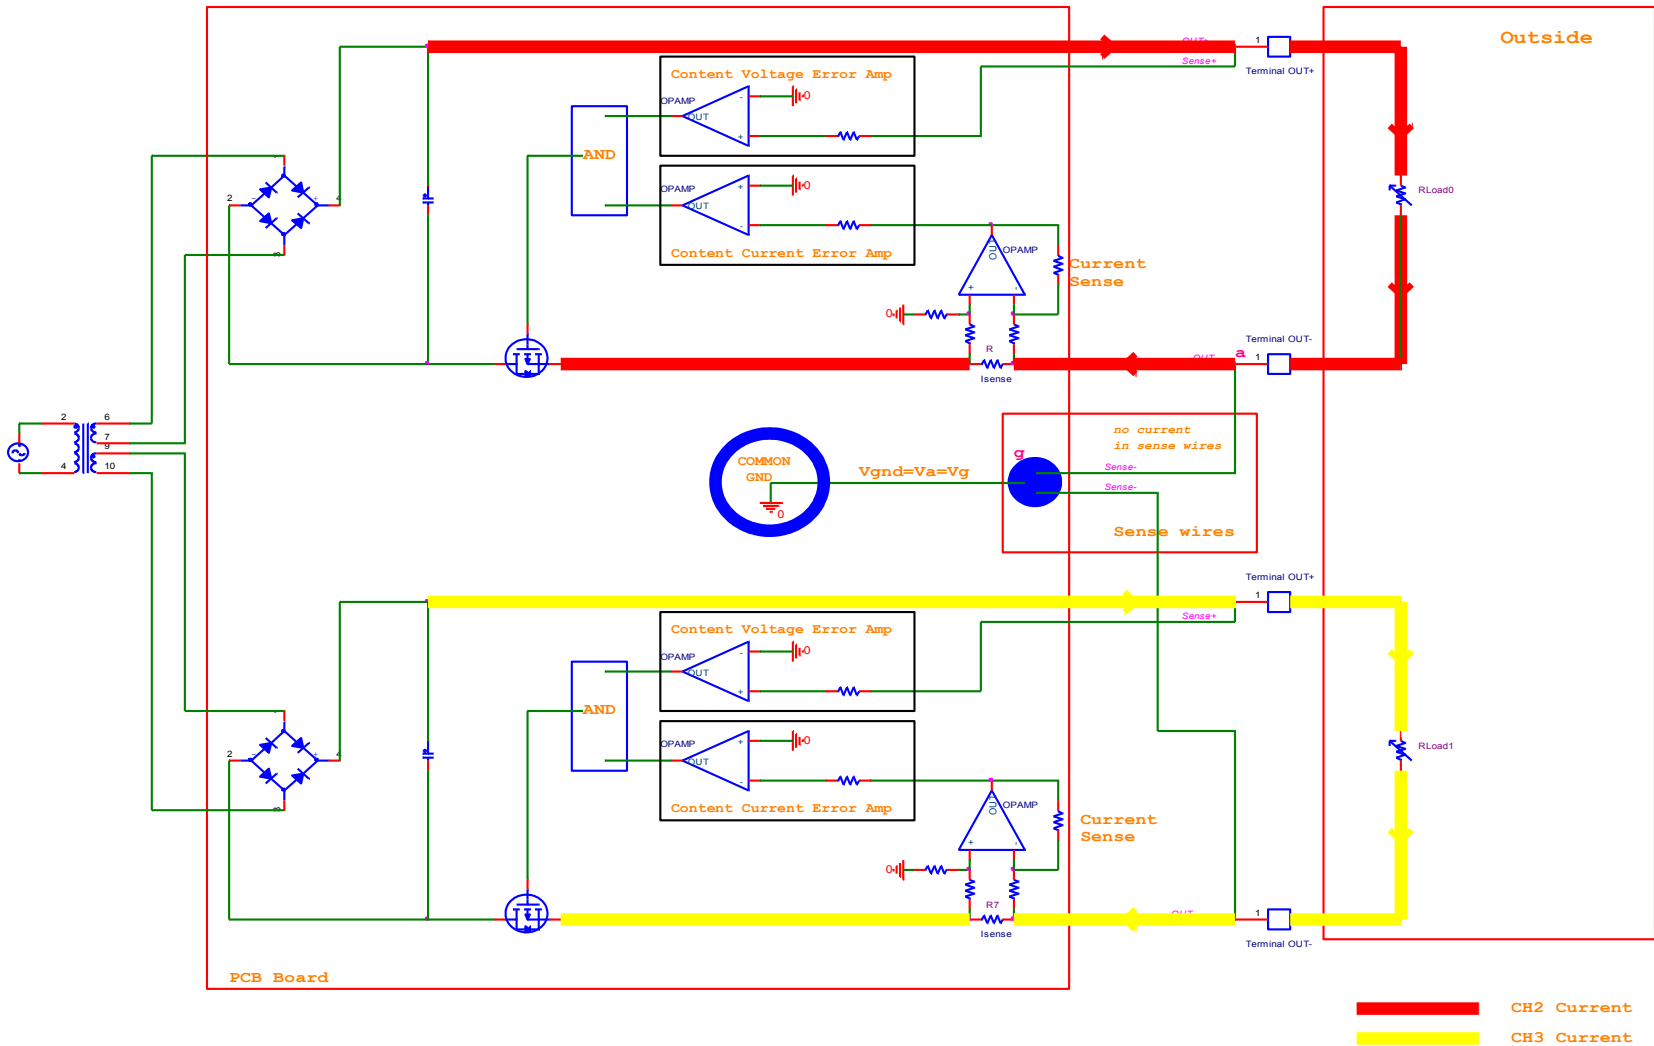 Outside
OUT+
Sense+
1
Terminal OUT+
Content Voltage Error Amp
OPAMP
-
OUT
0
+
AND
OPAMP
+
OUT
0
-
Content Current Error Amp
2
-
+
4
3
RLoad0
OUT
OPAMP
+
-
Current
Sense
0
R
Isense
OUT-
a
1
Terminal OUT-
2
4
6
7
9
10
COMMON
GND
0
Vgnd=Va=Vg
no current
in sense wires
g
Sense-
Sense-
Sense wires
Terminal OUT+
1
Sense+
Content Voltage Error Amp
OPAMP
-
OUT
0
+
AND
OPAMP
+
OUT
0
-
Content Current Error Amp
2
-
+
4
3
RLoad1
OUT
OPAMP
+
-
Current
Sense
0
R7
Isense
OUT-
1
Terminal OUT-
PCB Board
CH2 Current
CH3 Current